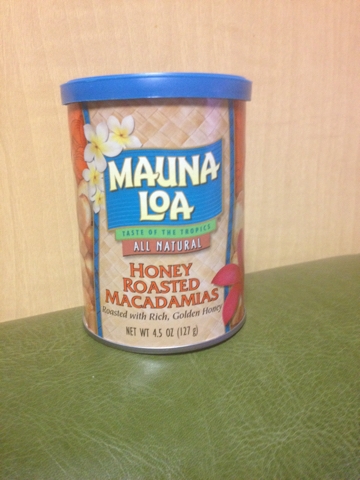 MAUNA
LOA
TASTE OF THE TROPICS
ALL NATURAL
HONEY
ROASTED
MACADAMIAS
Roasted with Rich, Golden Honey
NET WT 4.5 OZ (127 g)